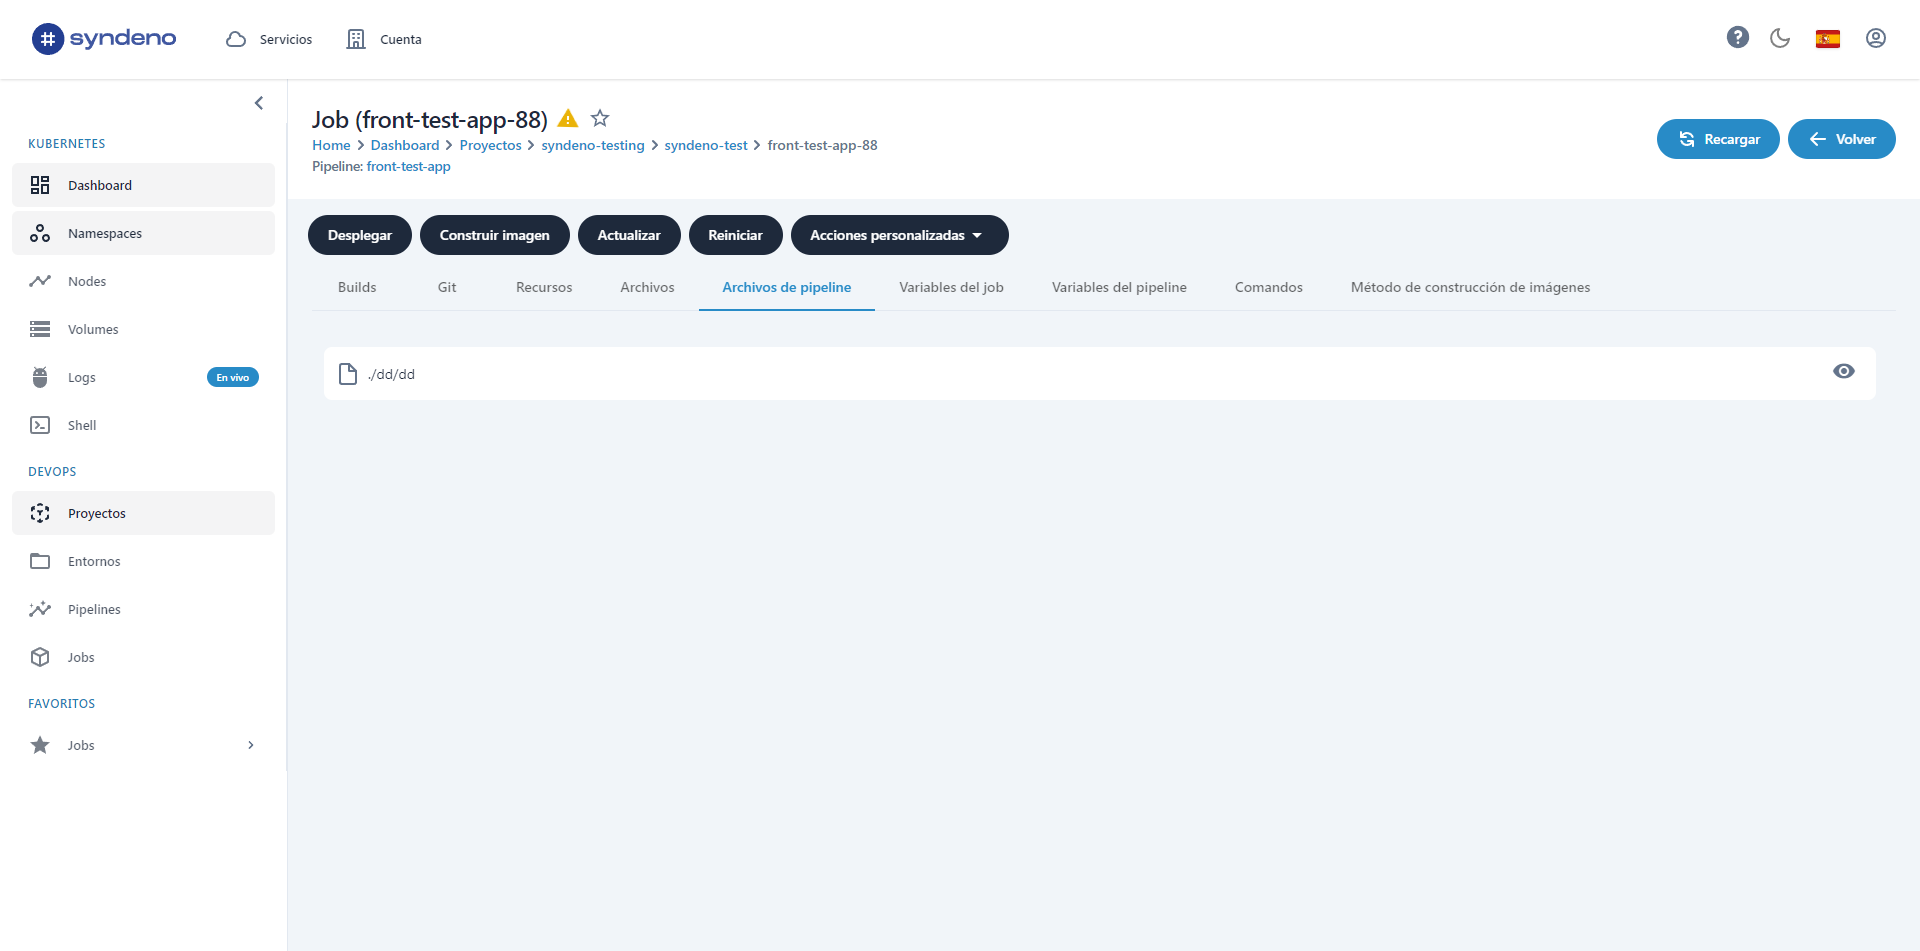 syndeno
Servicios
Cuenta
KUBERNETES
Dashboard
Namespaces
Nodes
Volumes
Logs
En vivo
Shell
DEVOPS
Proyectos
Entornos
Pipelines
Jobs
FAVORITOS
Jobs
Job (front-test-app-88)
Home > Dashboard > Proyectos > syndeno-testing > syndeno-test > front-test-app-88
Pipeline: front-test-app
Recargar
Volver
Desplegar
Construir imagen
Actualizar
Reiniciar
Acciones personalizadas
Builds
Git
Recursos
Archivos
Archivos de pipeline
Variables del job
Variables del pipeline
Comandos
Método de construcción de imágenes
./dd/dd